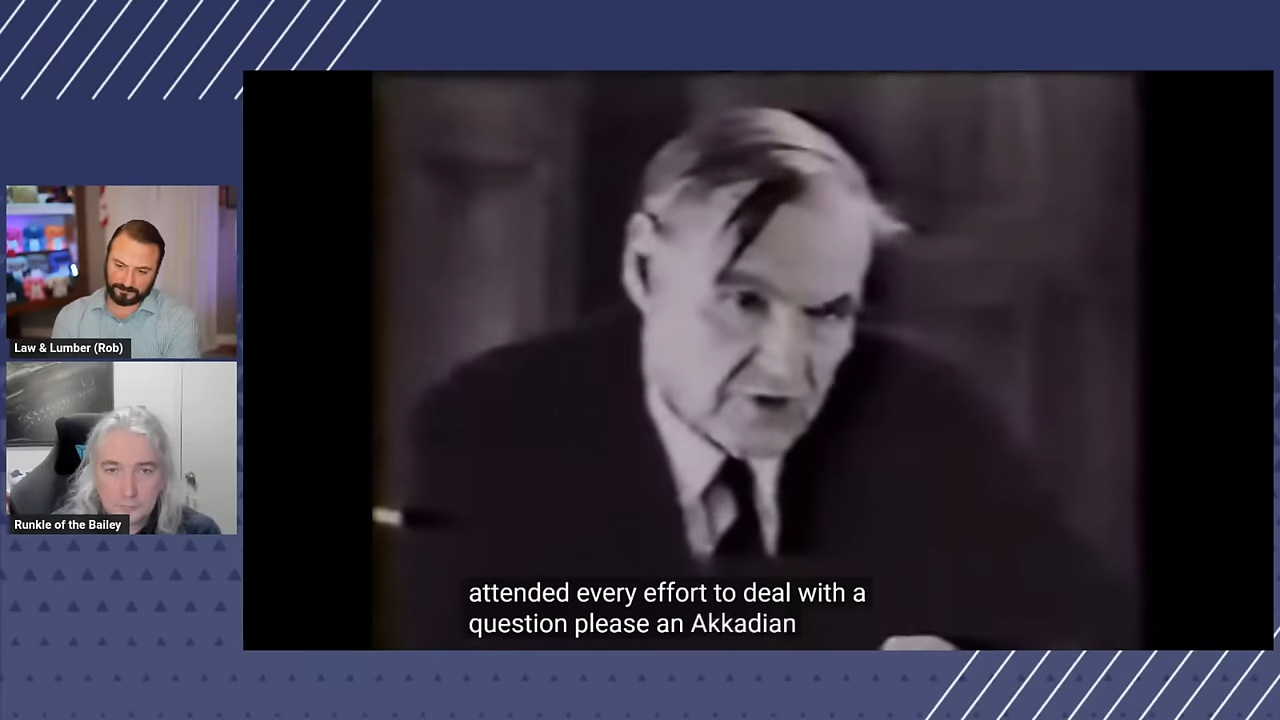 Law & Lumber (Rob)
Runkle of the Bailey
attended every effort to deal with a
question please an Akkadian